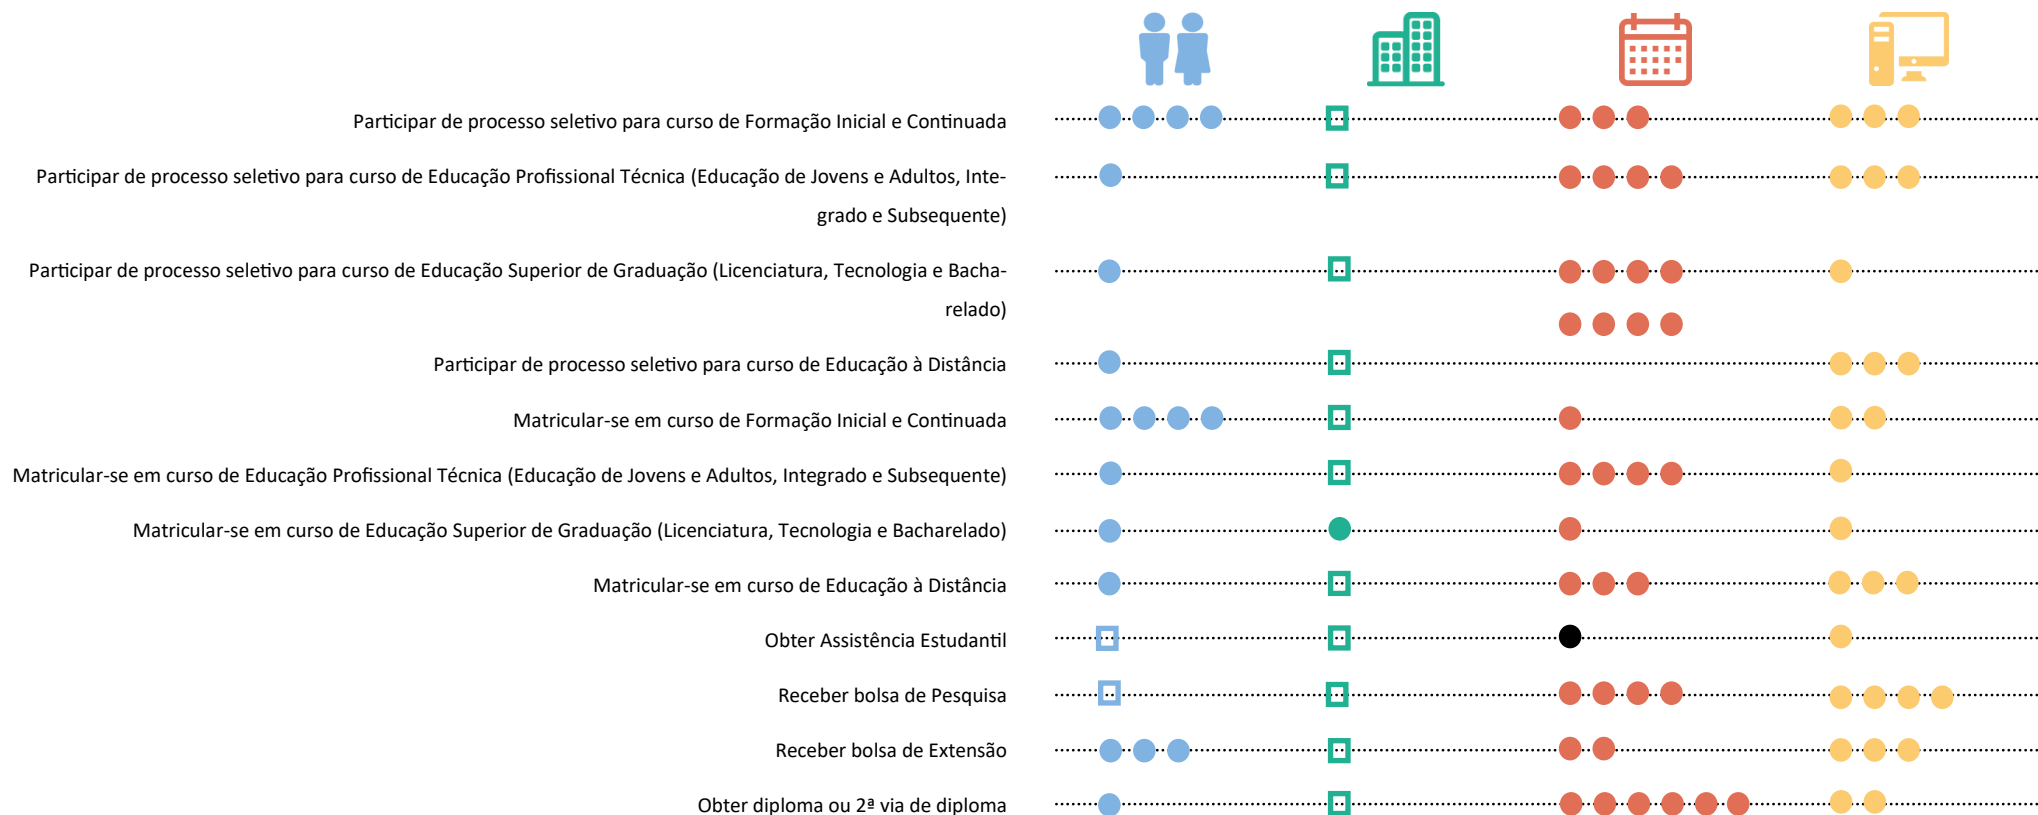 Participar de processo seletivo para curso de Formação Inicial e Continuada
Participar de processo seletivo para curso de Educação Profissional Técnica (Educação de Jovens e Adultos, Inte-
grado e Subsequente)
Participar de processo seletivo para curso de Educação Superior de Graduação (Licenciatura, Tecnologia e Bacha-
relado)
Participar de processo seletivo para curso de Educação à Distância
Matricular-se em curso de Formação Inicial e Continuada
Matricular-se em curso de Educação Profissional Técnica (Educação de Jovens e Adultos, Integrado e Subsequente)
Matricular-se em curso de Educação Superior de Graduação (Licenciatura, Tecnologia e Bacharelado)
Matricular-se em curso de Educação à Distância
Obter Assistência Estudantil
Receber bolsa de Pesquisa
Receber bolsa de Extensão
Obter diploma ou 2ª via de diploma